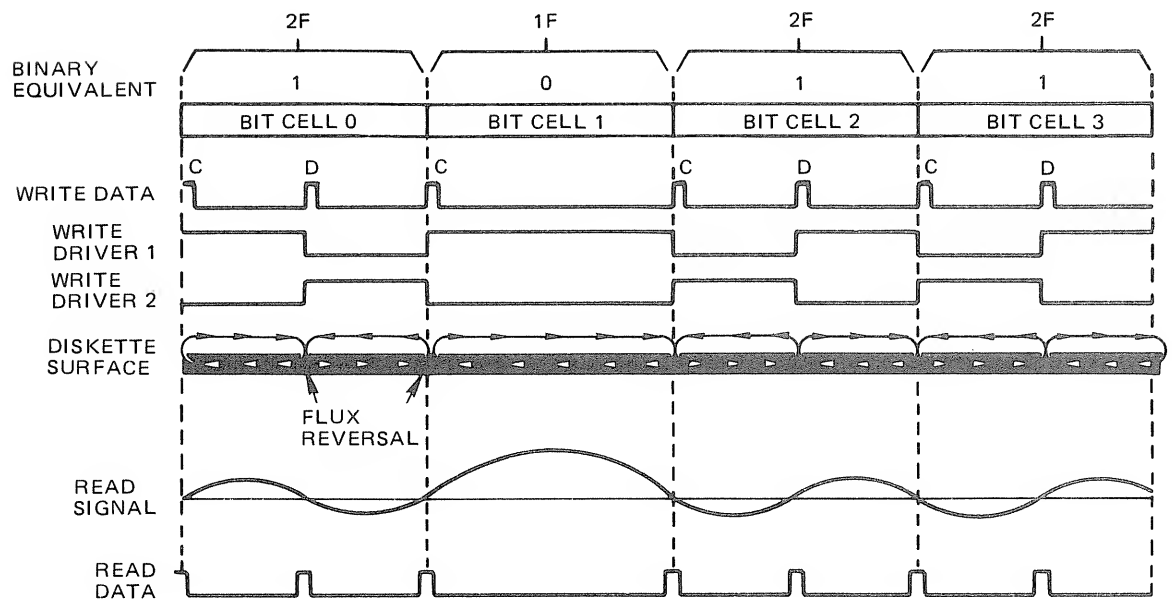 2F 1F 2F 2F
BINARY
EQUIVALENT
1 0 1 1
BIT CELL 0 BIT CELL 1 BIT CELL 2 BIT CELL 3
C D C C D C D
WRITE DATA
WRITE
DRIVER 1
WRITE
DRIVER 2
DISKETTE
SURFACE
FLUX
REVERSAL
READ
SIGNAL
READ
DATA